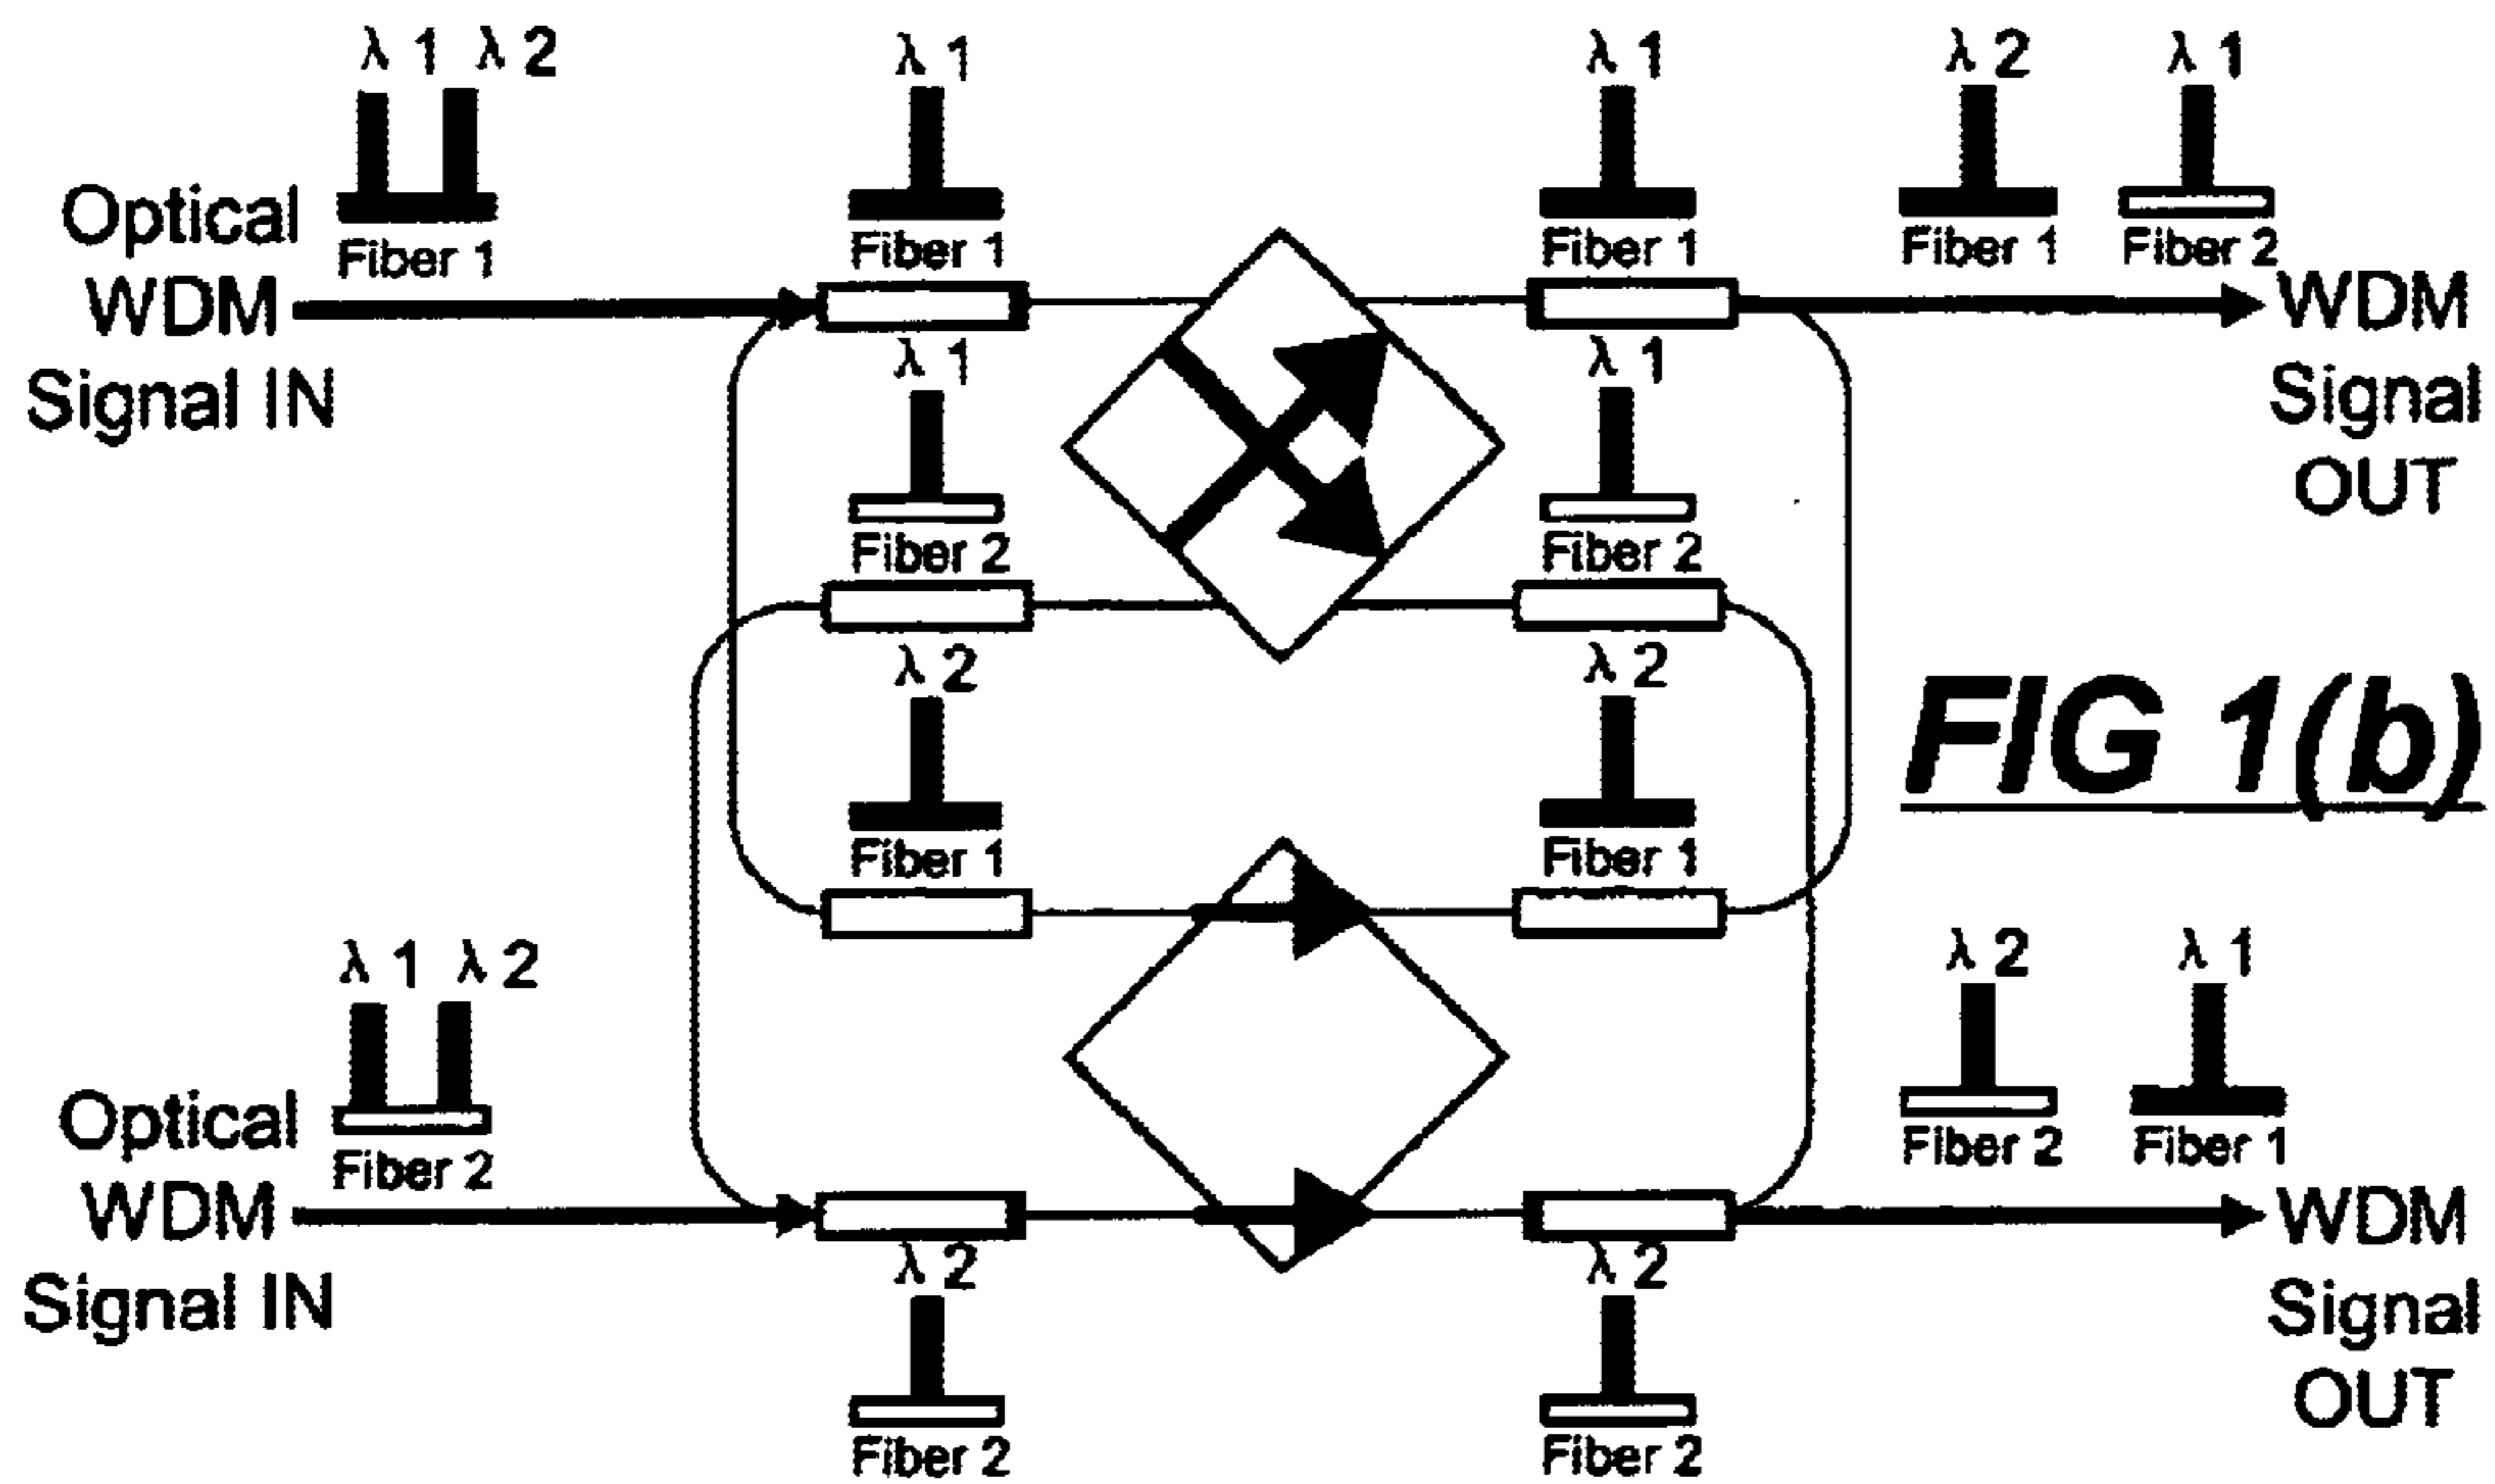 λ 1 λ 2
λ 1
λ 1
λ 2
λ 1
Optical
WDM
Signal IN
Fiber 1
Fiber 1
Fiber 1
Fiber 1
Fiber 2
WDM
Signal
OUT
λ 1
λ 1
Fiber 2
Fiber 2
λ 2
λ 2
FIG 1(b)
Fiber 1
Fiber 1
λ 1 λ 2
λ 2
λ 1
Optical
WDM
Signal IN
Fiber 2
Fiber 2
Fiber 1
WDM
Signal
OUT
λ 2
λ 2
Fiber 2
Fiber 2